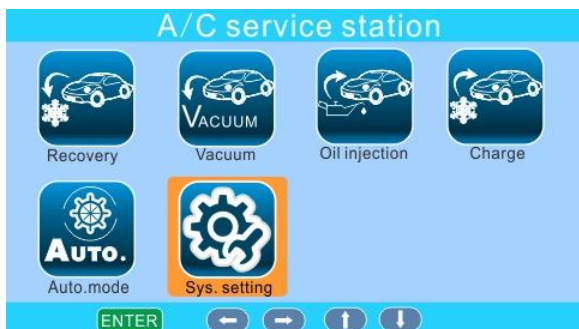 A/C service station
VACUUM
Recovery
Vacuum
Oil injection
Charge
AUTO.
Auto.mode
Sys. setting
ENTER